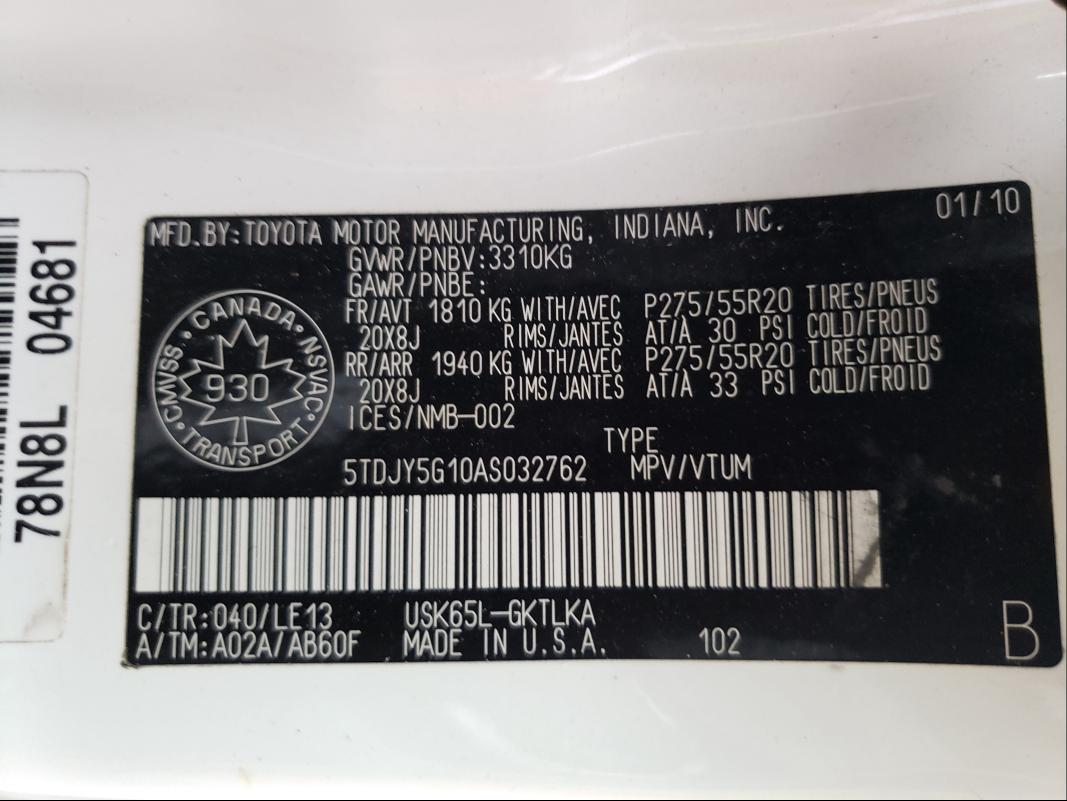 01/10
MFD.BY:TOYOTA MOTOR MANUFACTURING, INDIANA, INC.
GVWR/PNBV:3310KG
GAWR/PNBE:
FR/AVT 1810 KG WITH/AVEC P275/55R20 TIRES/PNEUS
20X8J RIMS/JANTES AT/A 30 PSI COLD/FROID
RR/ARR 1940 KG WITH/AVEC P275/55R20 TIRES/PNEUS
20X8J RIMS/JANTES AT/A 33 PSI COLD/FROID
ICES/NMB-002
CANADA · NSVAC · TRANSPORT · CMVSS ·
930
TYPE
5TDJY5G10AS032762 MPV/VTUM
C/TR:040/LE13 USK65L-GKTLKA
A/TM:A02A/AB60F MADE IN U.S.A. 102
B
78N8L 04681